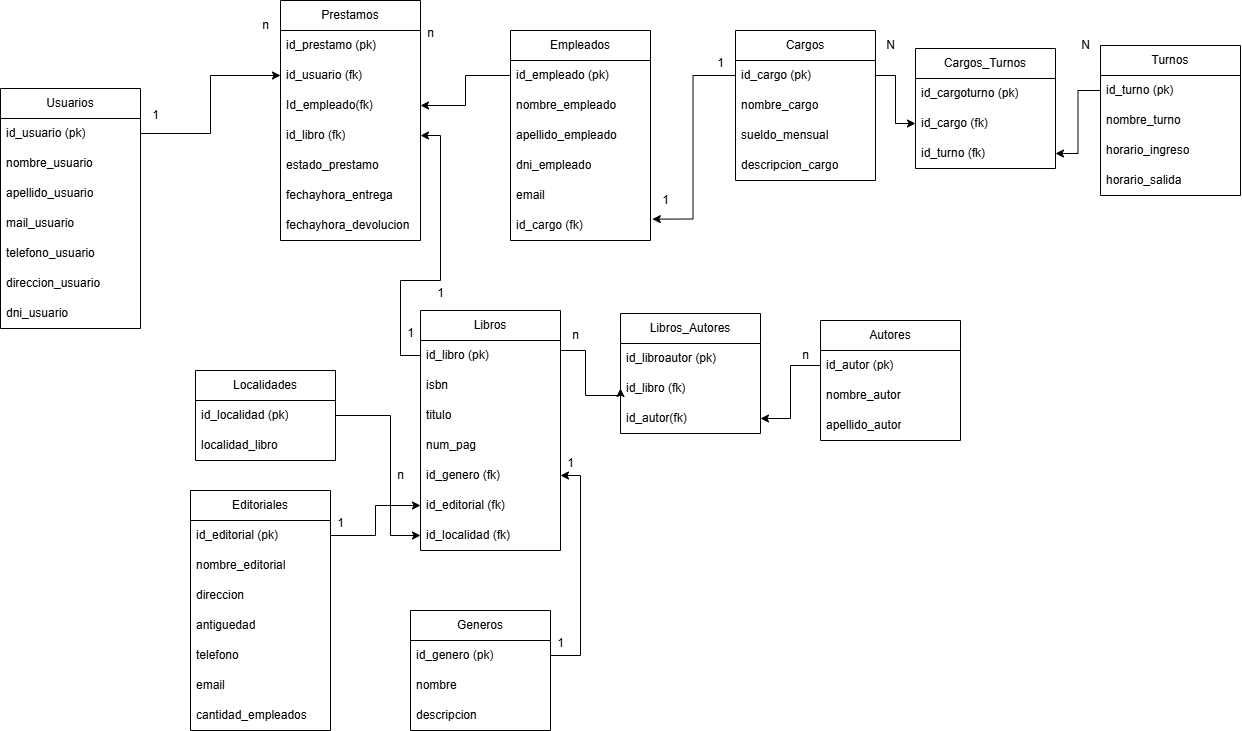 Prestamos
id_prestamo (pk)
id_usuario (fk)
Id_empleado(fk)
id_libro (fk)
estado_prestamo
fechayhora_entrega
fechayhora_devolucion
n
n
Empleados
id_empleado (pk)
nombre_empleado
apellido_empleado
dni_empleado
email
id_cargo (fk)
1
1
Cargos
id_cargo (pk)
nombre_cargo
sueldo_mensual
descripcion_cargo
N
Cargos_Turnos
id_cargoturno (pk)
id_cargo (fk)
id_turno (fk)
N
Turnos
id_turno (pk)
nombre_turno
horario_ingreso
horario_salida
Usuarios
id_usuario (pk)
nombre_usuario
apellido_usuario
mail_usuario
telefono_usuario
direccion_usuario
dni_usuario
1
1
1
Libros
id_libro (pk)
isbn
titulo
num_pag
id_genero (fk)
id_editorial (fk)
id_localidad (fk)
n
Libros_Autores
id_libroautor (pk)
id_libro (fk)
id_autor(fk)
n
Autores
id_autor (pk)
nombre_autor
apellido_autor
Localidades
id_localidad (pk)
localidad_libro
n
1
Editoriales
id_editorial (pk)
nombre_editorial
direccion
antiguedad
telefono
email
cantidad_empleados
1
Generos
id_genero (pk)
nombre
descripcion
1